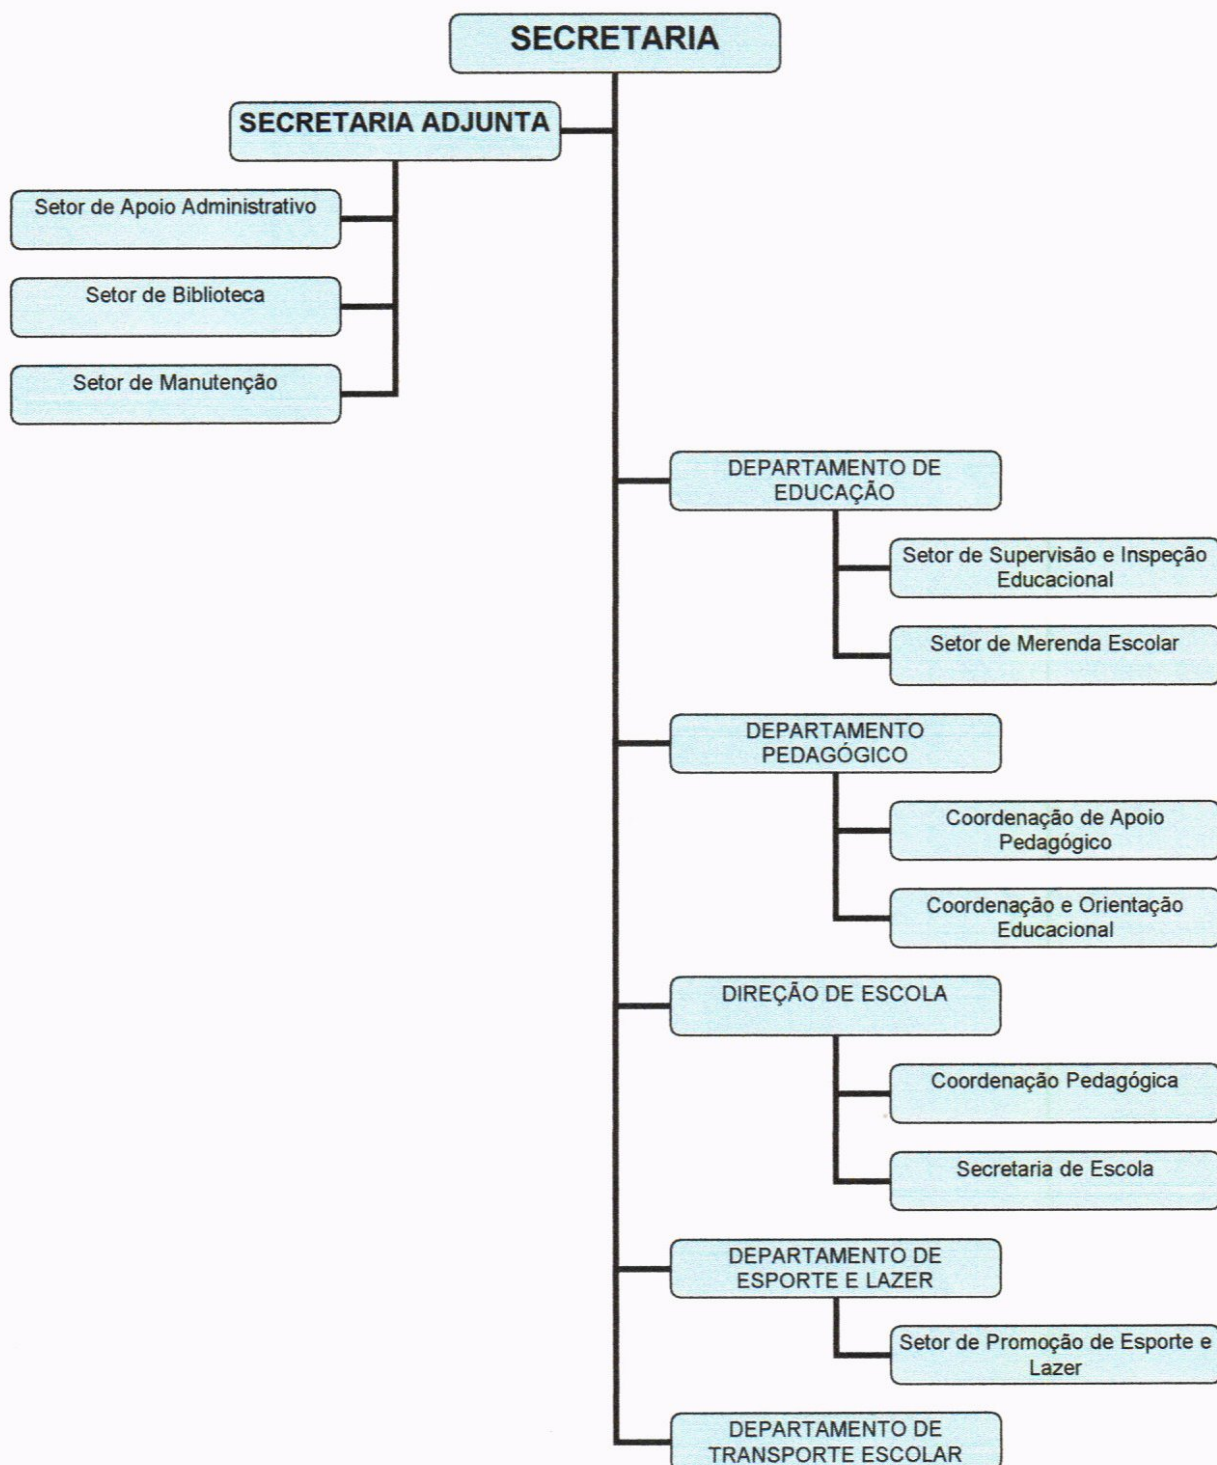 SECRETARIA
SECRETARIA ADJUNTA
Setor de Apoio Administrativo
Setor de Biblioteca
Setor de Manutenção
DEPARTAMENTO DE
EDUCAÇÃO
Setor de Supervisão e Inspeção
Educacional
Setor de Merenda Escolar
DEPARTAMENTO
PEDAGÓGICO
Coordenação de Apoio
Pedagógico
Coordenação e Orientação
Educacional
DIREÇÃO DE ESCOLA
Coordenação Pedagógica
Secretaria de Escola
DEPARTAMENTO DE
ESPORTE E LAZER
Setor de Promoção de Esporte e
Lazer
DEPARTAMENTO DE
TRANSPORTE ESCOLAR